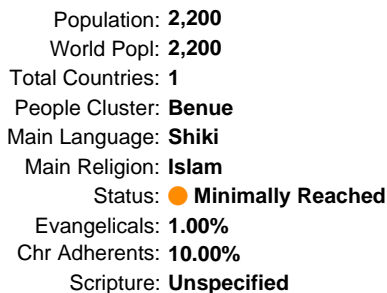 Population: 2,200
World Popl: 2,200
Total Countries: 1
People Cluster: Benue
Main Language: Shiki
Main Religion: Islam
Status: Minimally Reached
Evangelicals: 1.00%
Chr Adherents: 10.00%
Scripture: Unspecified